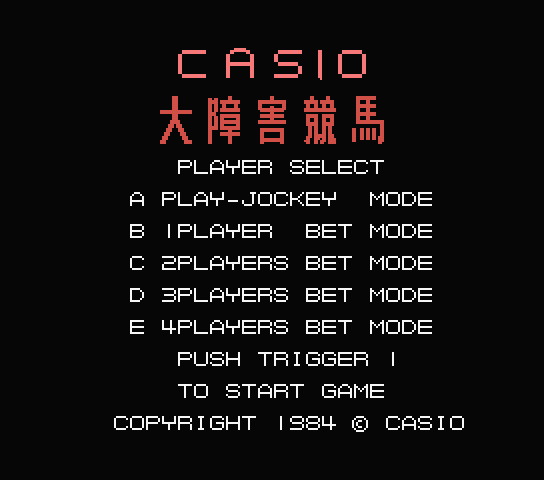 CASIO
大障害競馬
PLAYER SELECT
A PLAY-JOCKEY MODE
B 1PLAYER BET MODE
C 2PLAYERS BET MODE
D 3PLAYERS BET MODE
E 4PLAYERS BET MODE
PUSH TRIGGER 1
TO START GAME
COPYRIGHT 1984 © CASIO